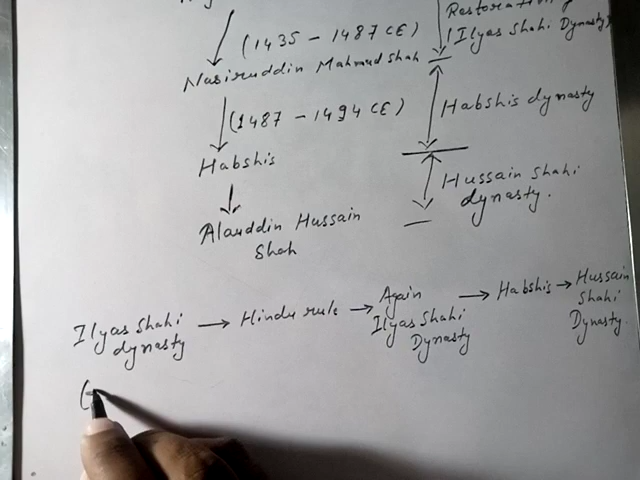 Restoration of
(1435 - 1487 CE)
(Ilyas Shahi Dynasty)
Nasiruddin Mahmud Shah
(1487 - 1494 CE)
Habshis dynasty
Habshis
Hussain Shahi
dynasty.
Alauddin Hussain
Shah
Ilyas Shahi
dynasty
Hindu rule
Again
Ilyas Shahi
Dynasty
Habshis
Hussain
Shahi
Dynasty.